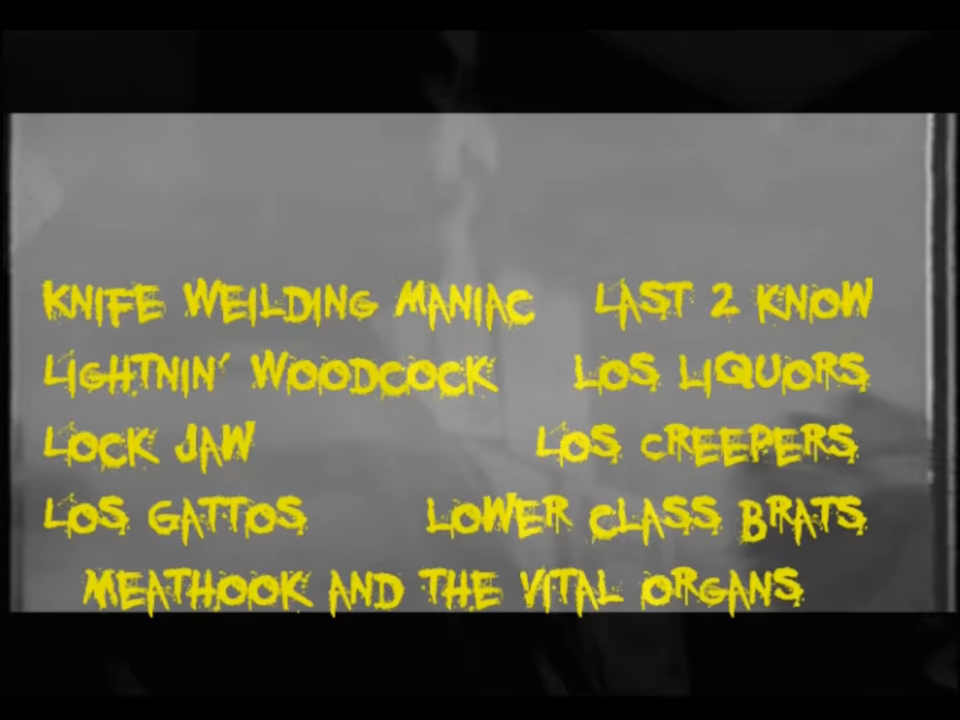 KNIFE WEILDING MANIAC LAST 2 KNOW
LIGHTNIN' WOODCOCK LOS LIQUORS
LOCK JAW LOS CREEPERS
LOS GATTOS LOWER CLASS BRATS
MEATHOOK AND THE VITAL ORGANS